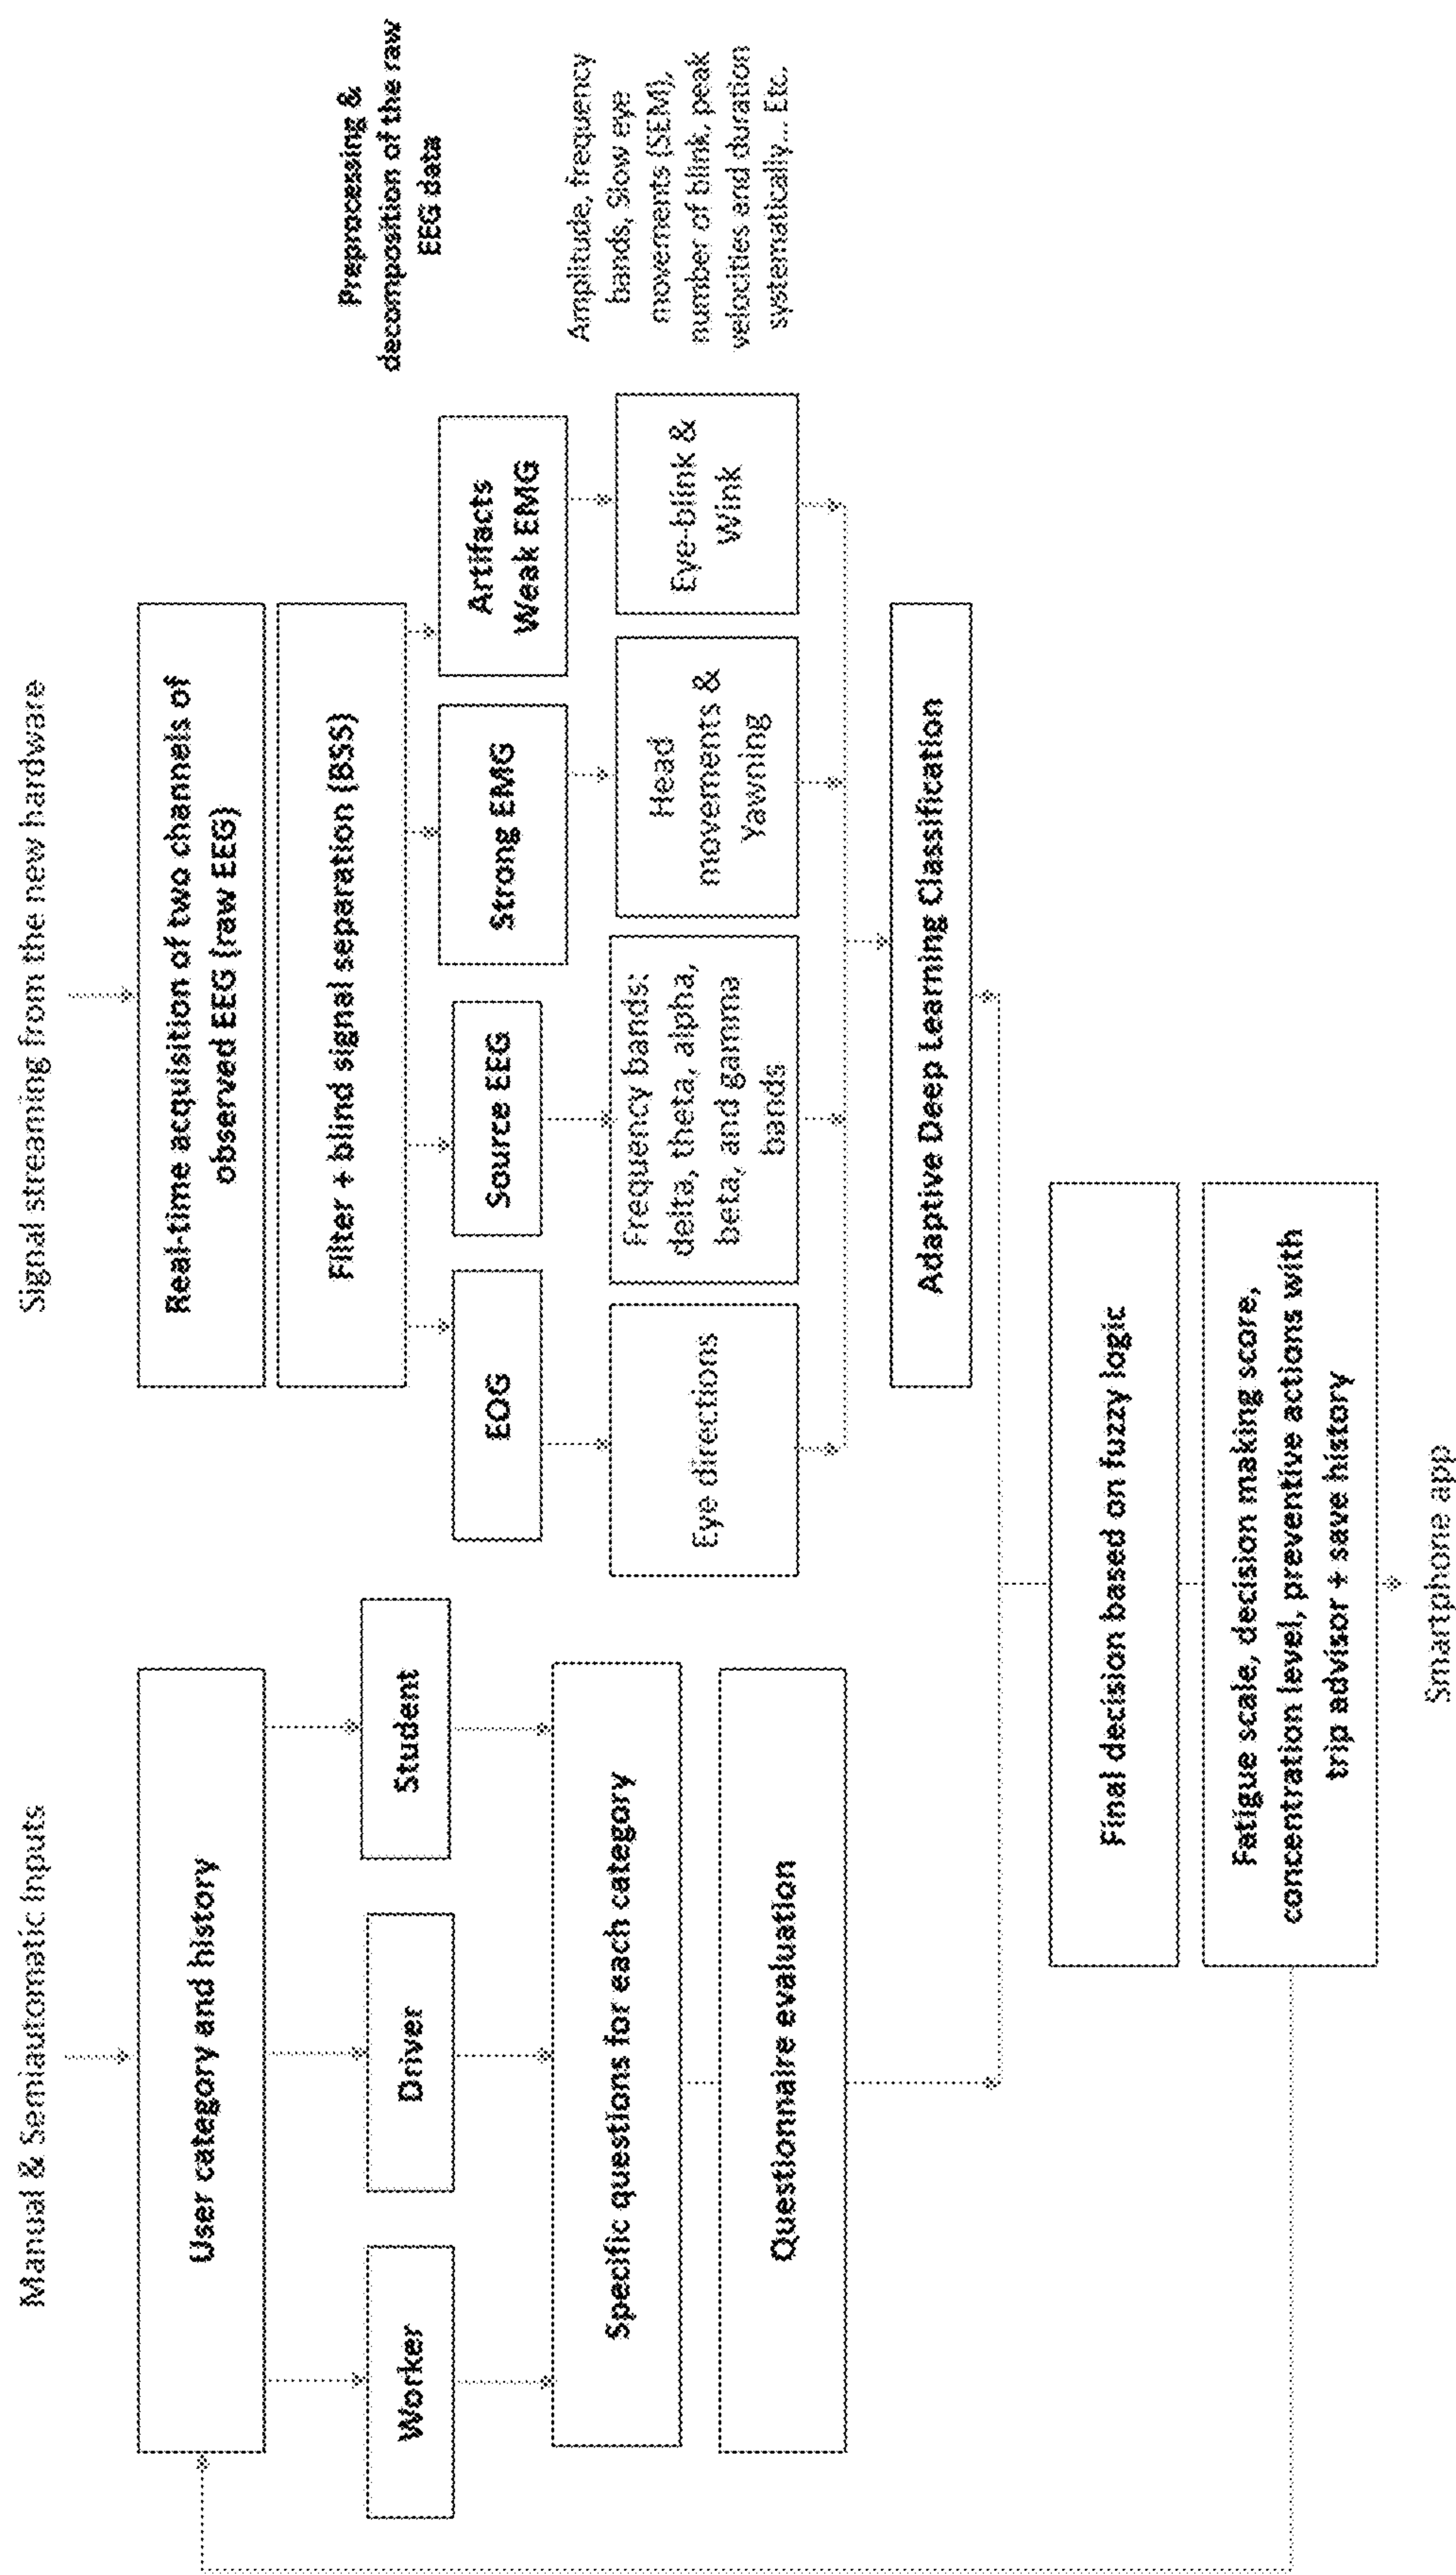 Manual & Semiautomatic Inputs
User category and history
Worker
Driver
Student
Specific questions for each category
Questionnaire evaluation
Signal streaming from the new hardware
Real-time acquisition of two channels of
observed EEG (raw EEG)
Filter + blind signal separation (BSS)
EOG
Source EEG
Strong EMG
Artifacts
Weak EMG
Preprocessing &
decomposition of the raw
EEG data
Eye directions
Frequency bands:
delta, theta, alpha,
beta, and gamma
bands
Head
movements &
Yawning
Eye-blink &
Wink
Amplitude, frequency
bands, Slow eye
movements (SEM),
number of blink, peak
velocities and duration
systematically... Etc.
Adaptive Deep Learning Classification
Final decision based on fuzzy logic
Fatigue scale, decision making score,
concentration level, preventive actions with
trip advisor + save history
Smartphone app